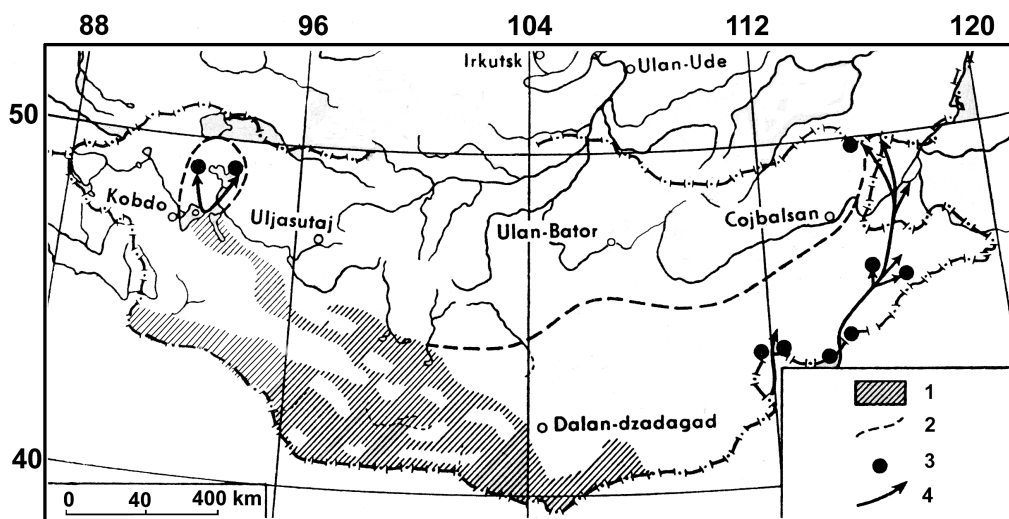 88 96 104 112 120
Irkutsk
Ulan-Ude
50
Kobdo
Uljasutaj
Ulan-Bator
Cojbalsan
Dalan-dzadagad
40
0 40 400 km
1
2
3
4